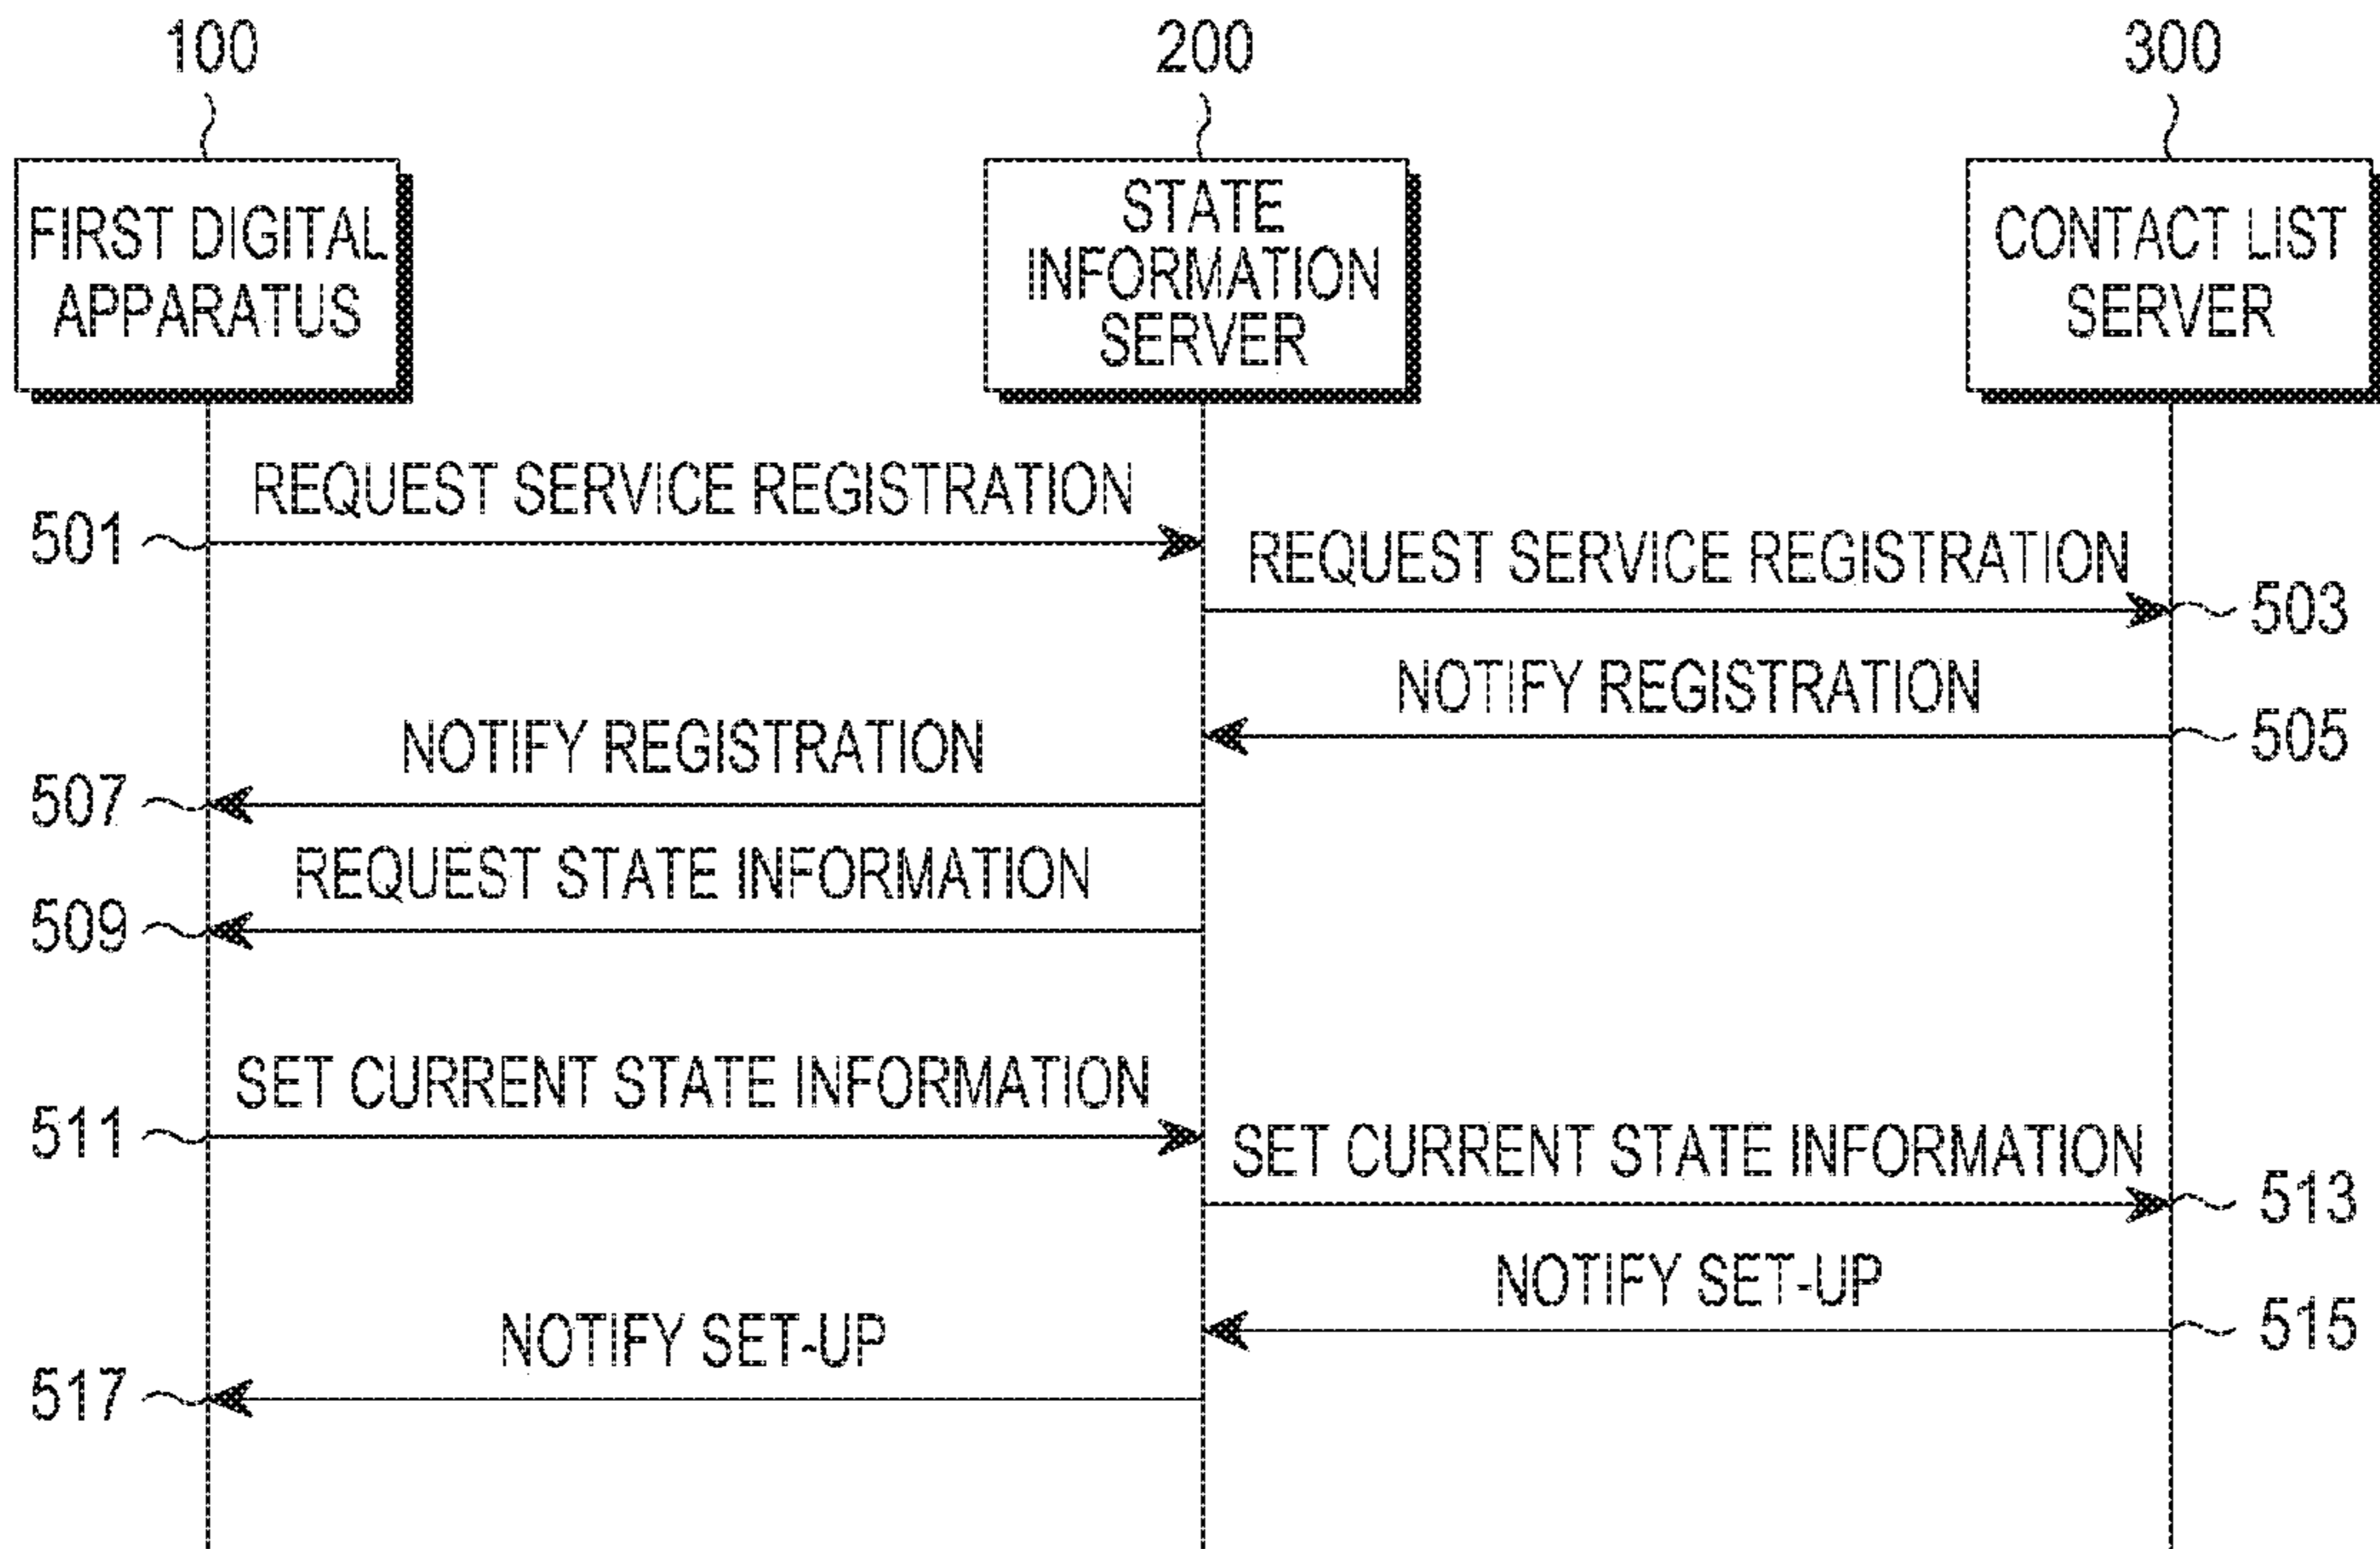 100
200
300
FIRST DIGITAL
APPARATUS
STATE
INFORMATION
SERVER
CONTACT LIST
SERVER
REQUEST SERVICE REGISTRATION
501
REQUEST SERVICE REGISTRATION
503
NOTIFY REGISTRATION
505
NOTIFY REGISTRATION
507
REQUEST STATE INFORMATION
509
SET CURRENT STATE INFORMATION
511
SET CURRENT STATE INFORMATION
513
NOTIFY SET-UP
515
NOTIFY SET-UP
517